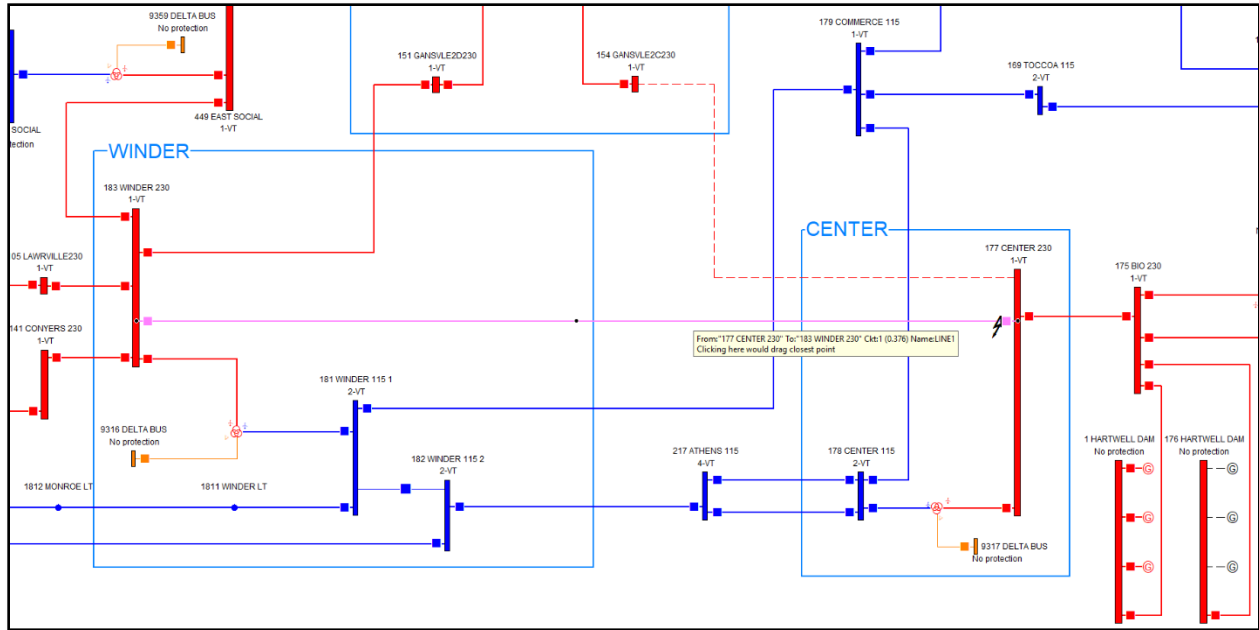 9359 DELTA BUS
No protection
449 EAST SOCIAL
1-VT
SOCIAL
151 GANSVLE2D230
1-VT
154 GANSVLE2C230
1-VT
179 COMMERCE 115
1-VT
169 TOCCOA 115
2-VT
WINDER
183 WINDER 230
1-VT
05 LAWRVILLE230
1-VT
141 CONYERS 230
1-VT
9316 DELTA BUS
No protection
1812 MONROE LT
1811 WINDER LT
181 WINDER 115 1
2-VT
182 WINDER 115 2
2-VT
217 ATHENS 115
4-VT
CENTER
177 CENTER 230
1-VT
178 CENTER 115
2-VT
9317 DELTA BUS
No protection
175 BIO 230
1-VT
1 HARTWELL DAM
No protection
G
G
G
176 HARTWELL DAM
No protection
G
G
G
From:"177 CENTER 230" To:"183 WINDER 230" Ckt:1 (0.376) Name:LINE1
Clicking here would drag closest point